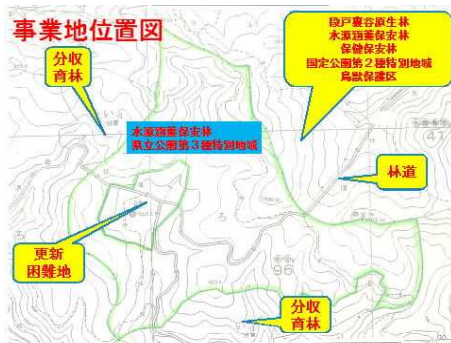 事業地位置図
分収
育林
段戸裏谷原生林
水源涵養保安林
保健保安林
国定公園第2種特別地域
鳥獣保護区
水源涵養保安林
県立公園第3種特別地域
林道
更新
困難地
96
分収
育林